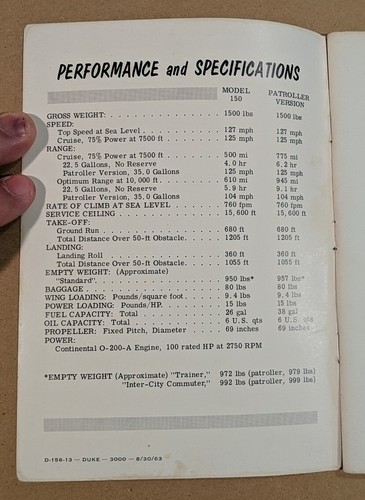 PERFORMANCE and SPECIFICATIONS
MODEL 150 PATROLLER VERSION
GROSS WEIGHT: . . . . . . . . . . . . . . 1500 lbs 1500 lbs
SPEED:
Top Speed at Sea Level . . . . . . . . . . 127 mph 127 mph
Cruise, 75% Power at 7500 ft . . . . . . . 125 mph 125 mph
RANGE:
Cruise, 75% Power at 7500 ft . . . . . . . 500 mi 775 mi
22.5 Gallons, No Reserve . . . . . . . . . 4.0 hr 6.2 hr
Patroller Version, 35.0 Gallons 125 mph 125 mph
Optimum Range at 10,000 ft . . . . . . . . 610 mi 945 mi
22.5 Gallons, No Reserve . . . . . . . . . 5.9 hr 9.1 hr
Patroller Version, 35.0 Gallons 104 mph 104 mph
RATE OF CLIMB AT SEA LEVEL . . . . . . . . 760 fpm 760 fpm
SERVICE CEILING . . . . . . . . . . . . . 15,600 ft 15,600 ft
TAKE-OFF:
Ground Run . . . . . . . . . . . . . . . . 680 ft 680 ft
Total Distance Over 50-ft Obstacle. . . . . 1205 ft 1205 ft
LANDING:
Landing Roll . . . . . . . . . . . . . . . 360 ft 360 ft
Total Distance Over 50-ft Obstacle. . . . . 1055 ft 1055 ft
EMPTY WEIGHT: (Approximate)
"Standard". . . . . . . . . . . . . . . . 950 lbs* 957 lbs*
BAGGAGE . . . . . . . . . . . . . . . . . 80 lbs 80 lbs
WING LOADING: Pounds/square foot . . . . . 9.4 lbs 9.4 lbs
POWER LOADING: Pounds/HP. . . . . . . . . 15 lbs 15 lbs
FUEL CAPACITY: Total . . . . . . . . . . . 26 gal 38 gal
OIL CAPACITY: Total . . . . . . . . . . . 6 U.S. qts 6 U.S. qts
PROPELLER: Fixed Pitch, Diameter . . . . . 69 inches 69 inches
POWER:
Continental O-200-A Engine, 100 rated HP at 2750 RPM
*EMPTY WEIGHT (Approximate) "Trainer," 972 lbs (patroller, 979 lbs)
"Inter-City Commuter," 992 lbs (patroller, 999 lbs)
D-156-13 — DUKE — 3000 — 8/30/63